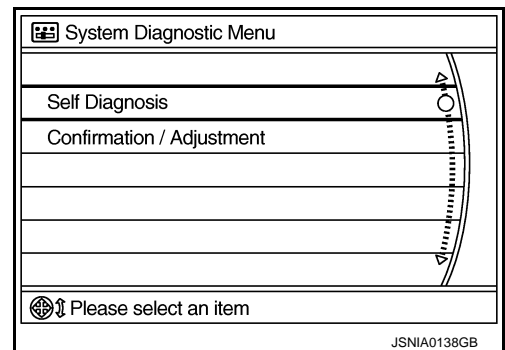 System Diagnostic Menu
Self Diagnosis
Confirmation / Adjustment
Please select an item
JSNIA0138GB